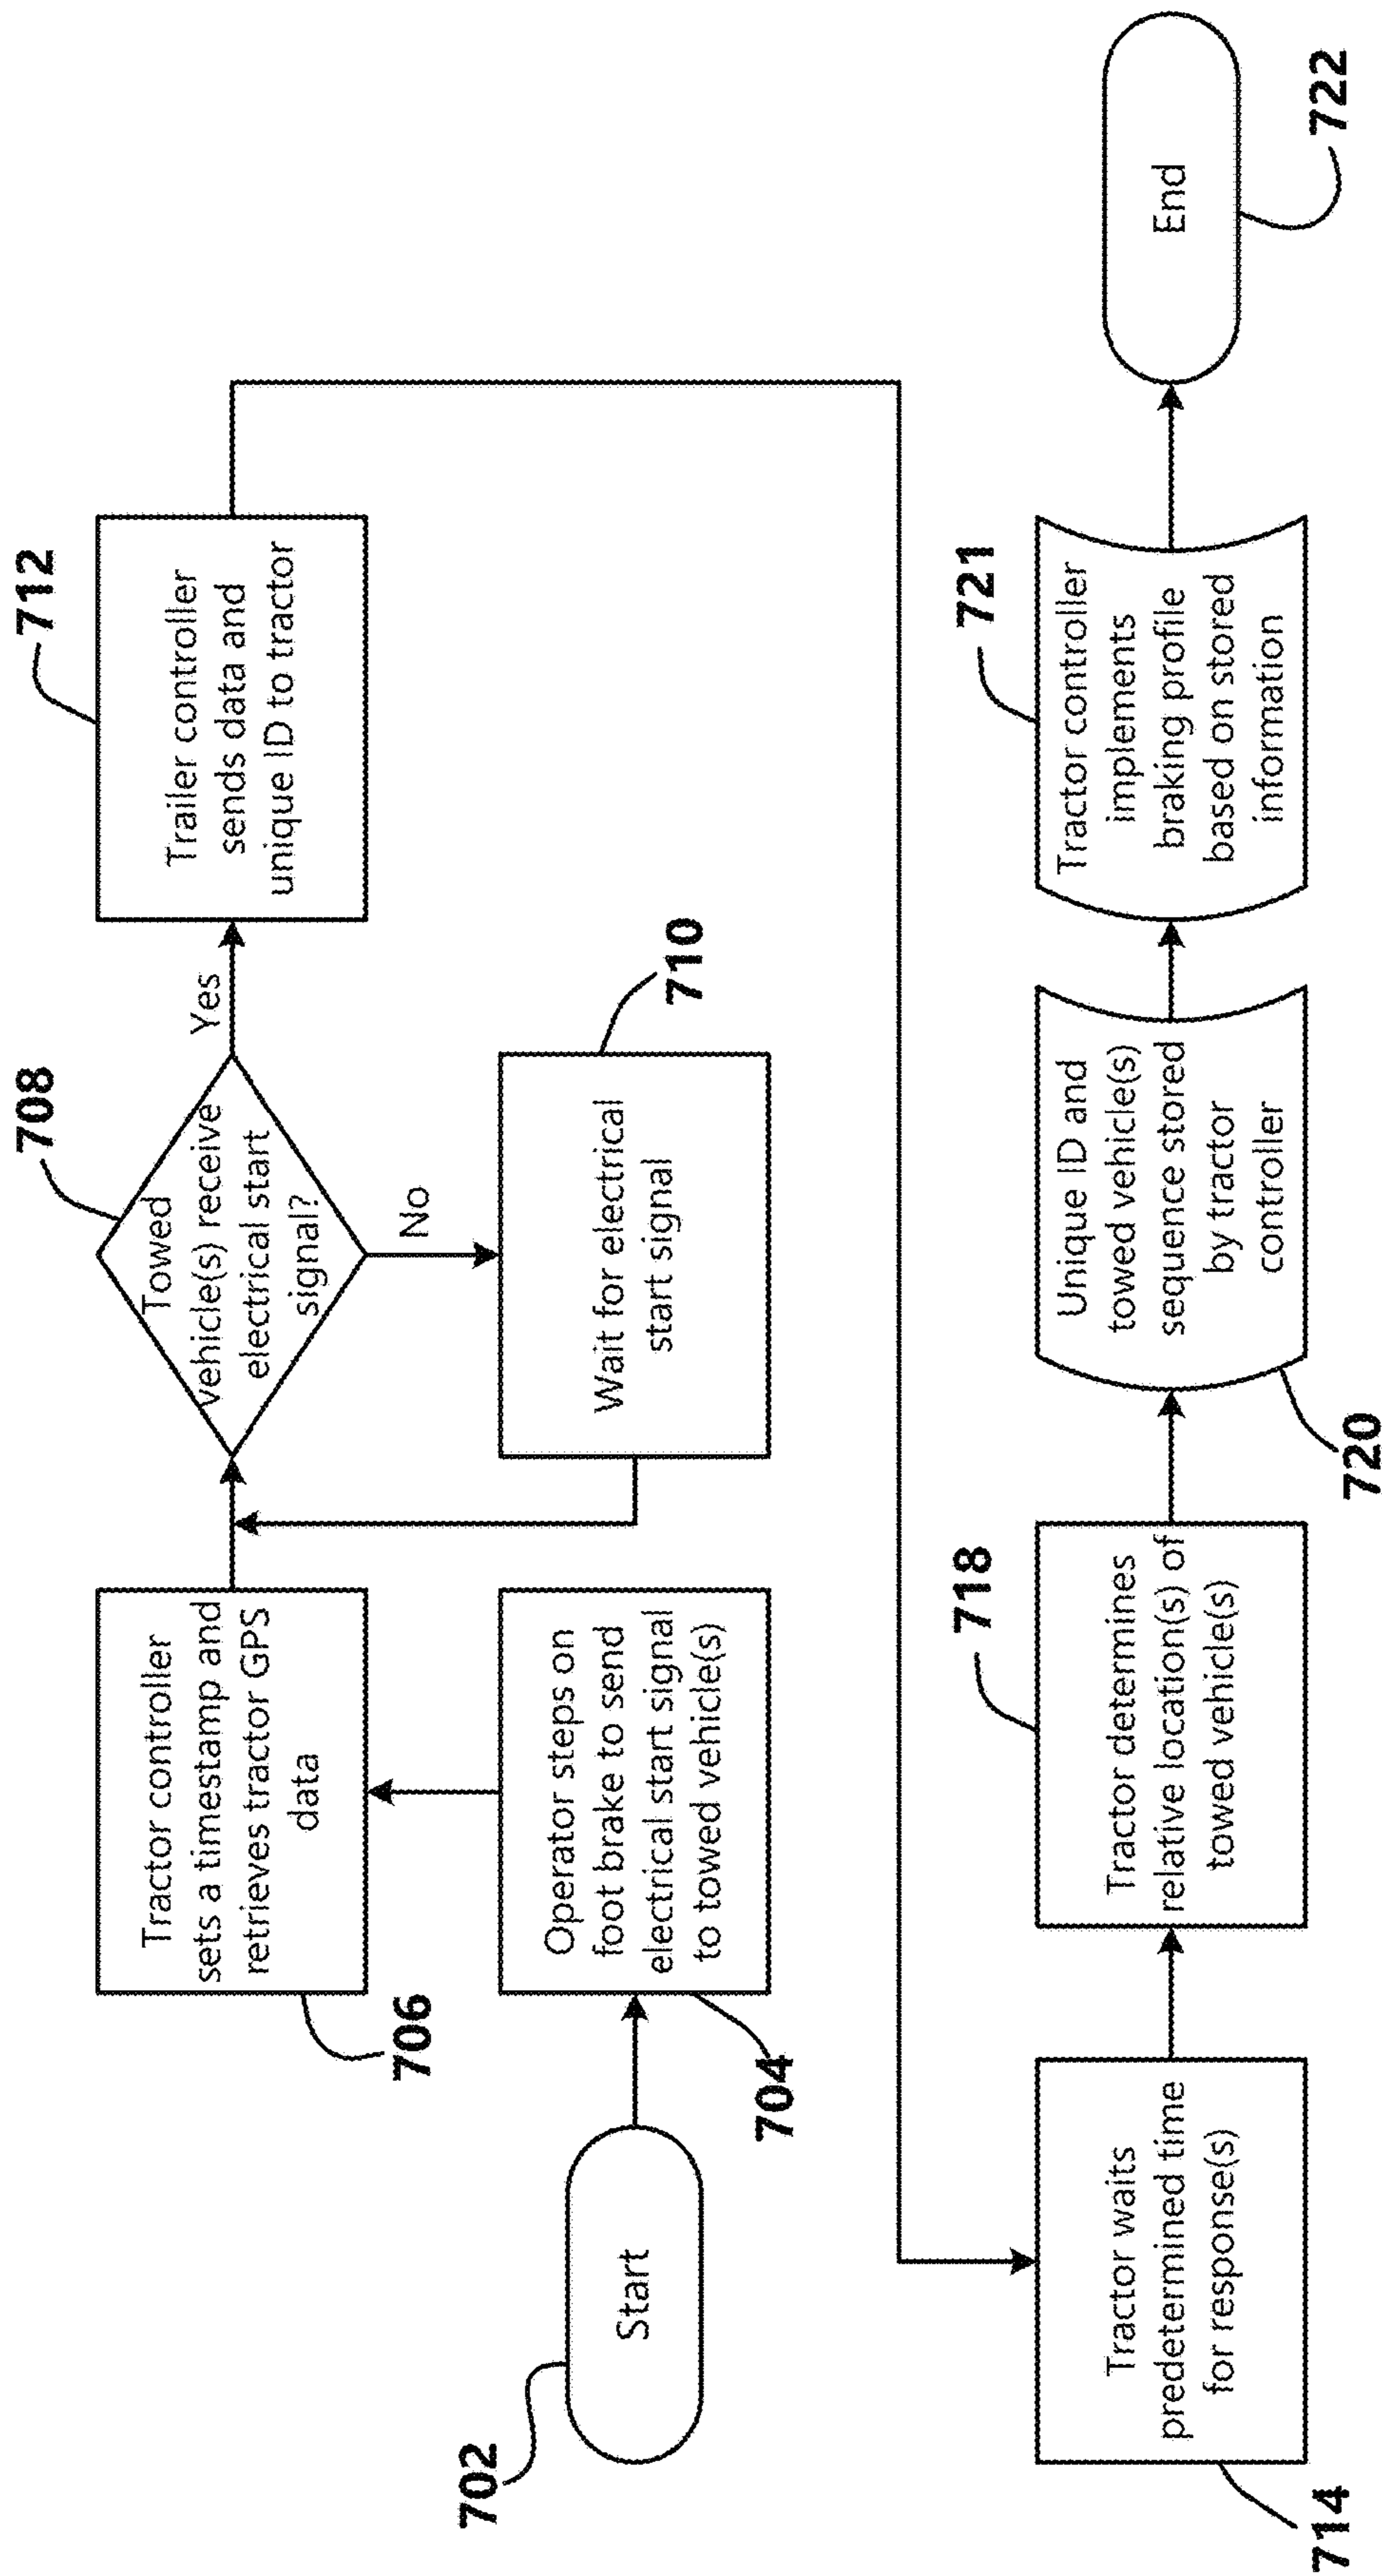 702
Start
704
Operator steps on
foot brake to send
electrical start signal
to towed vehicle(s)
706
Tractor controller
sets a timestamp and
retrieves tractor GPS
data
708
Towed
vehicle(s) receive
electrical start
signal?
Yes
No
710
Wait for electrical
start signal
712
Trailer controller
sends data and
unique ID to tractor
714
Tractor waits
predetermined time
for response(s)
718
Tractor determines
relative location(s) of
towed vehicle(s)
720
Unique ID and
towed vehicle(s)
sequence stored
by tractor
controller
721
Tractor controller
implements
braking profile
based on stored
information
End
722